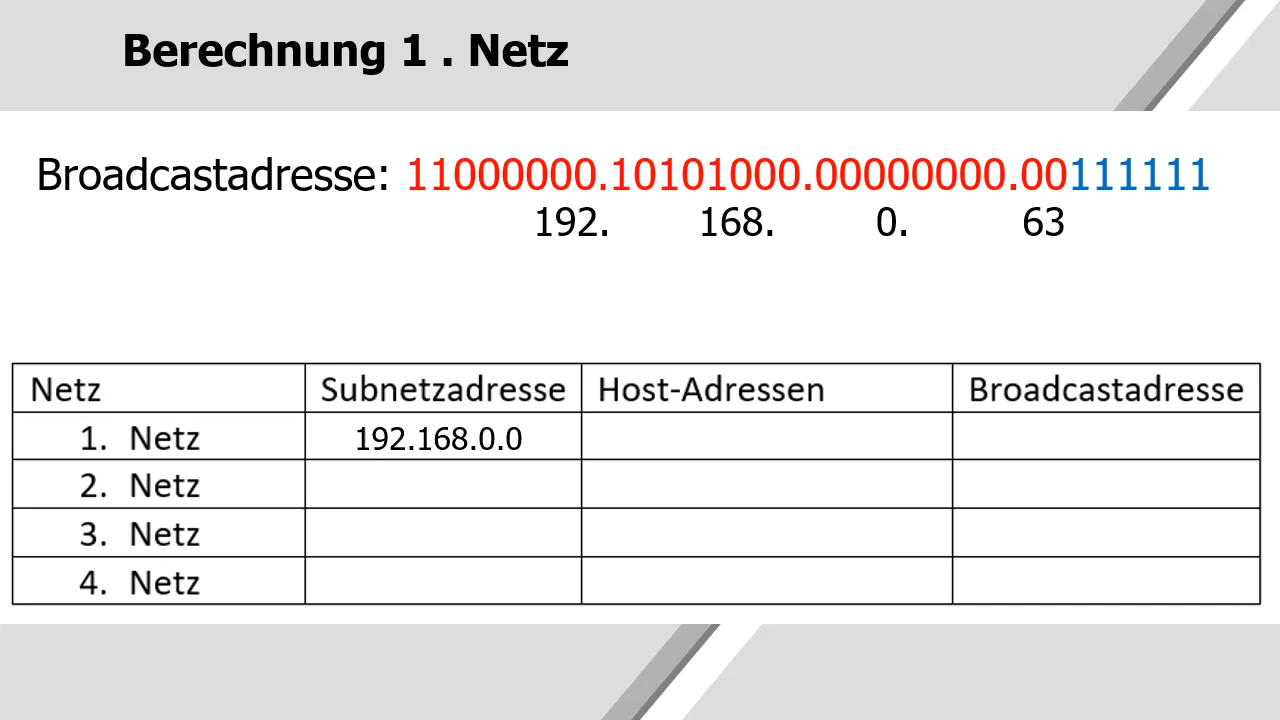 Berechnung 1 . Netz
Broadcastadresse: 11000000.10101000.00000000.00111111
192. 168. 0. 63
Netz Subnetzadresse Host-Adressen Broadcastadresse
1. Netz 192.168.0.0
2. Netz
3. Netz
4. Netz